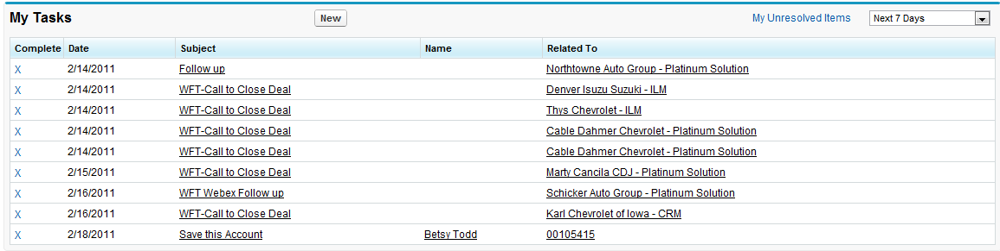 My Tasks New My Unresolved Items Next 7 Days
Complete Date Subject Name Related To
X 2/14/2011 Follow up Northtowne Auto Group - Platinum Solution
X 2/14/2011 WFT-Call to Close Deal Denver Isuzu Suzuki - ILM
X 2/14/2011 WFT-Call to Close Deal Thys Chevrolet - ILM
X 2/14/2011 WFT-Call to Close Deal Cable Dahmer Chevrolet - Platinum Solution
X 2/14/2011 WFT-Call to Close Deal Cable Dahmer Chevrolet - Platinum Solution
X 2/15/2011 WFT-Call to Close Deal Marty Cancila CDJ - Platinum Solution
X 2/16/2011 WFT Webex Follow up Schicker Auto Group - Platinum Solution
X 2/16/2011 WFT-Call to Close Deal Karl Chevrolet of Iowa - CRM
X 2/18/2011 Save this Account Betsy Todd 00105415